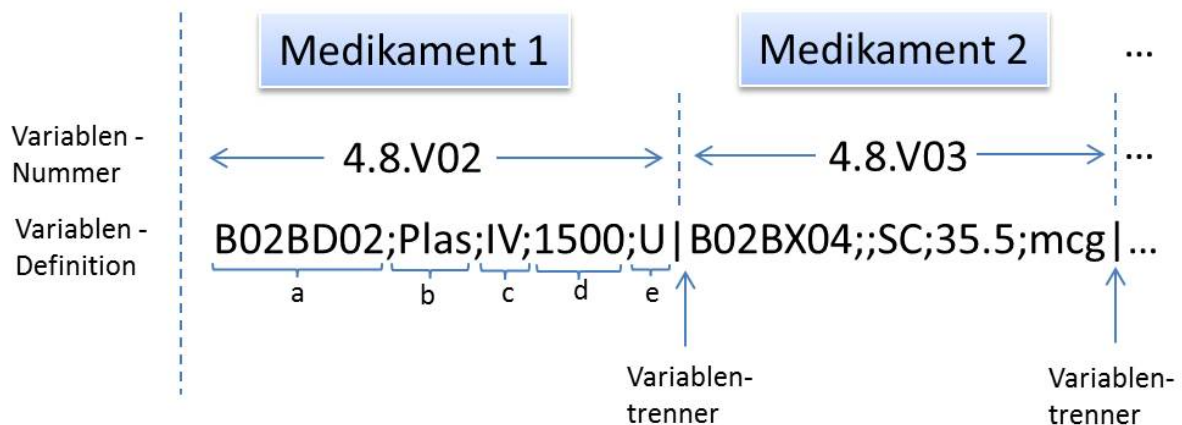 Medikament 1
Medikament 2
...
Variablen -
Nummer
4.8.V02
4.8.V03
...
Variablen -
Definition
B02BD02;Plas;IV;1500;U|B02BX04;;SC;35.5;mcg|...
a
b
c
d
e
Variablen-
trenner
Variablen-
trenner